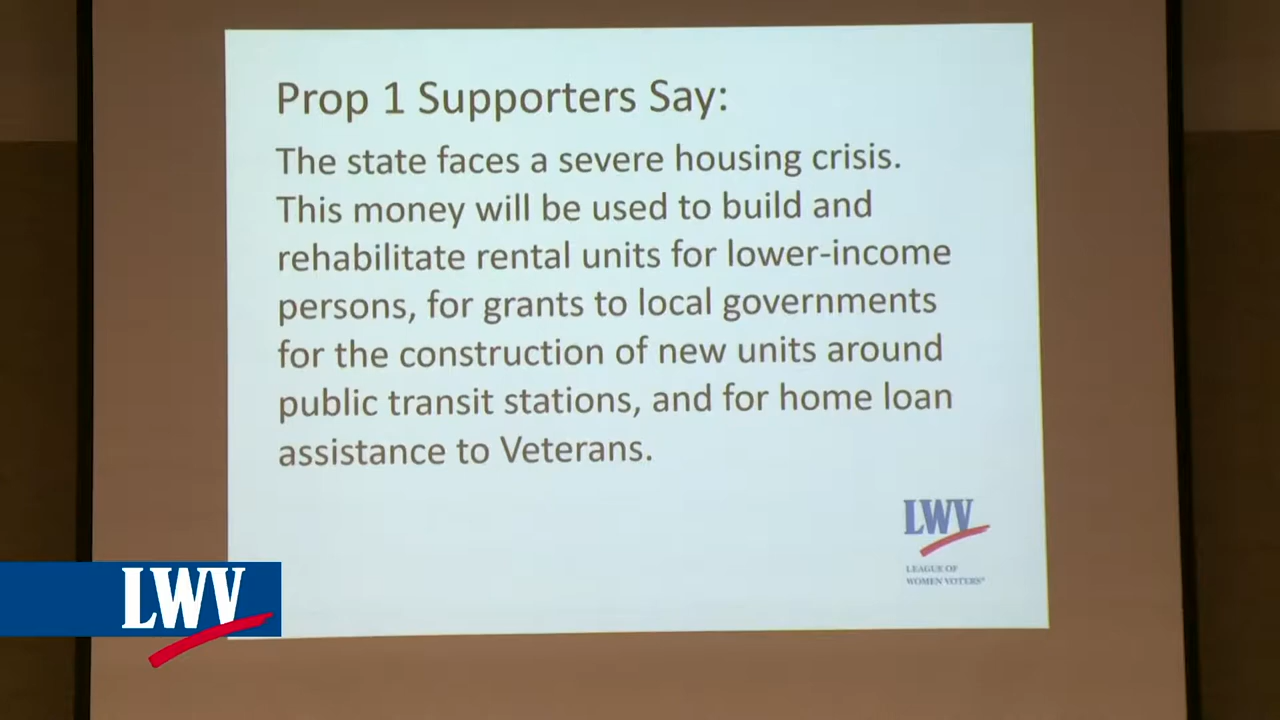 Prop 1 Supporters Say:
The state faces a severe housing crisis.
This money will be used to build and
rehabilitate rental units for lower-income
persons, for grants to local governments
for the construction of new units around
public transit stations, and for home loan
assistance to Veterans.
LWV
LEAGUE OF
WOMEN VOTERS®
LWV